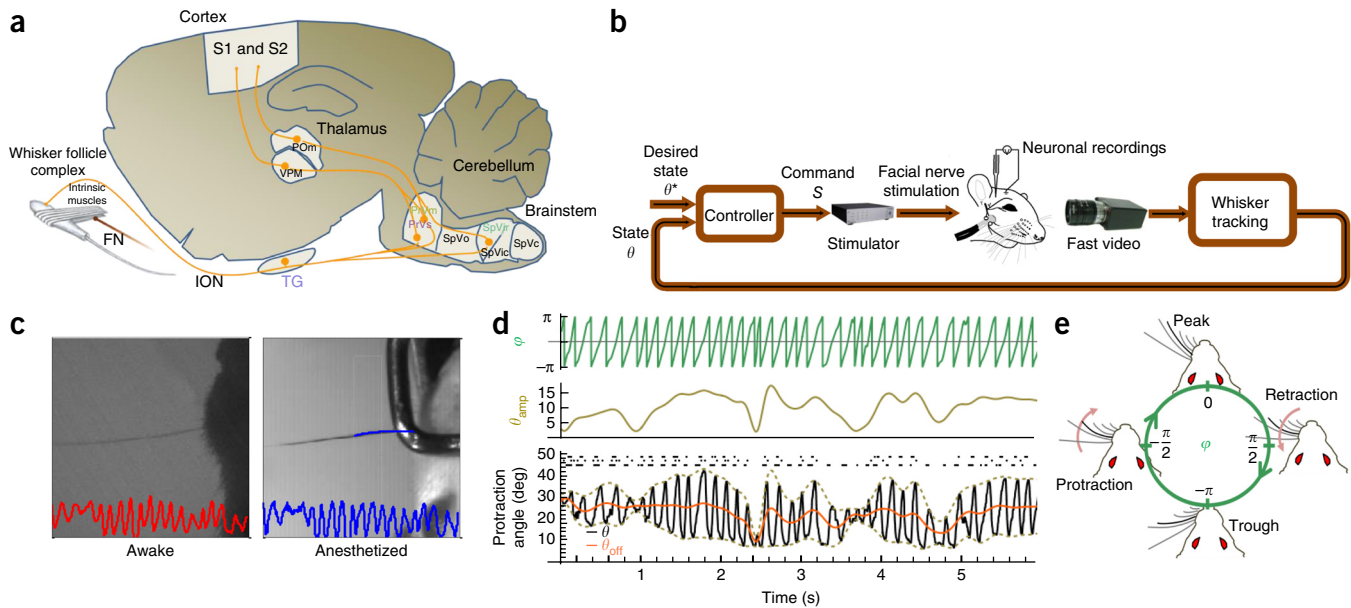 a
Cortex
S1 and S2
Thalamus
POm
VPM
Cerebellum
Whisker follicle
complex
Intrinsic
muscles
FN
ION
TG
PrVs
SpVo
SpVir
SpVic
SpVc
Brainstem
b
Desired
state
θ*
State
θ
Controller
Command
S
Stimulator
Facial nerve
stimulation
Neuronal recordings
Fast video
Whisker
tracking
c
Awake
Anesthetized
d
π
φ
−π
15
10
5
θamp
50
40
30
20
10
Protraction
angle (deg)
− θ
− θoff
1
2
3
4
5
Time (s)
e
Peak
Retraction
0
−π/2
φ
π/2
Protraction
−π
Trough